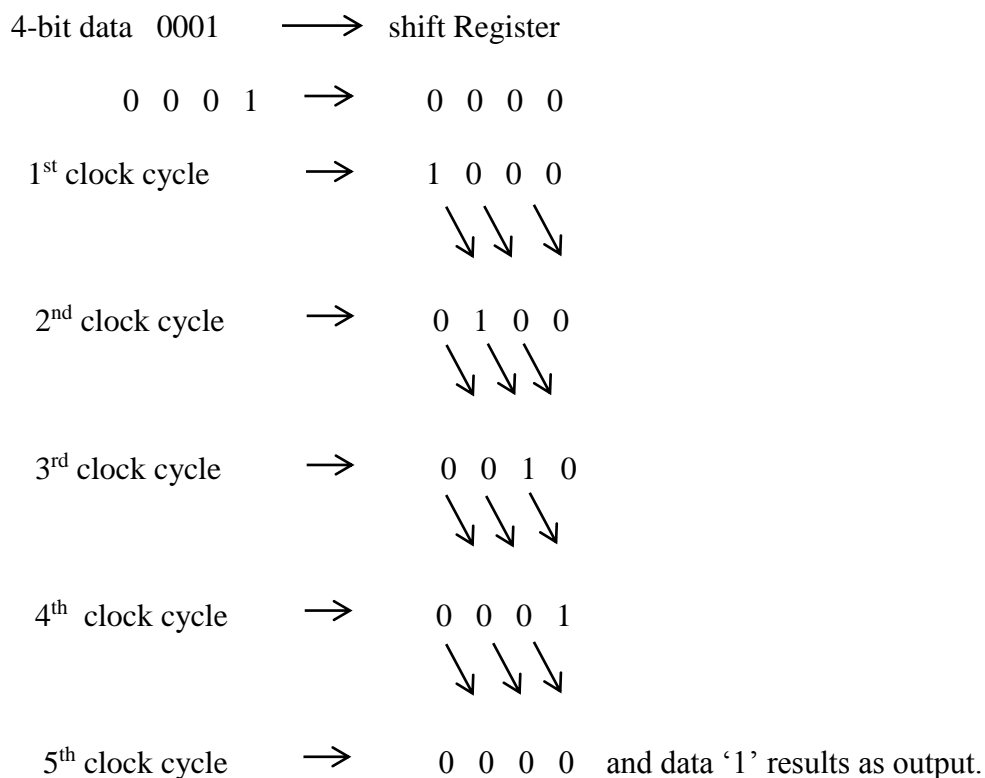 4-bit data 0001 → shift Register
0 0 0 1 → 0 0 0 0
1st clock cycle → 1 0 0 0
2nd clock cycle → 0 1 0 0
3rd clock cycle → 0 0 1 0
4th clock cycle → 0 0 0 1
5th clock cycle → 0 0 0 0 and data ‘1’ results as output.